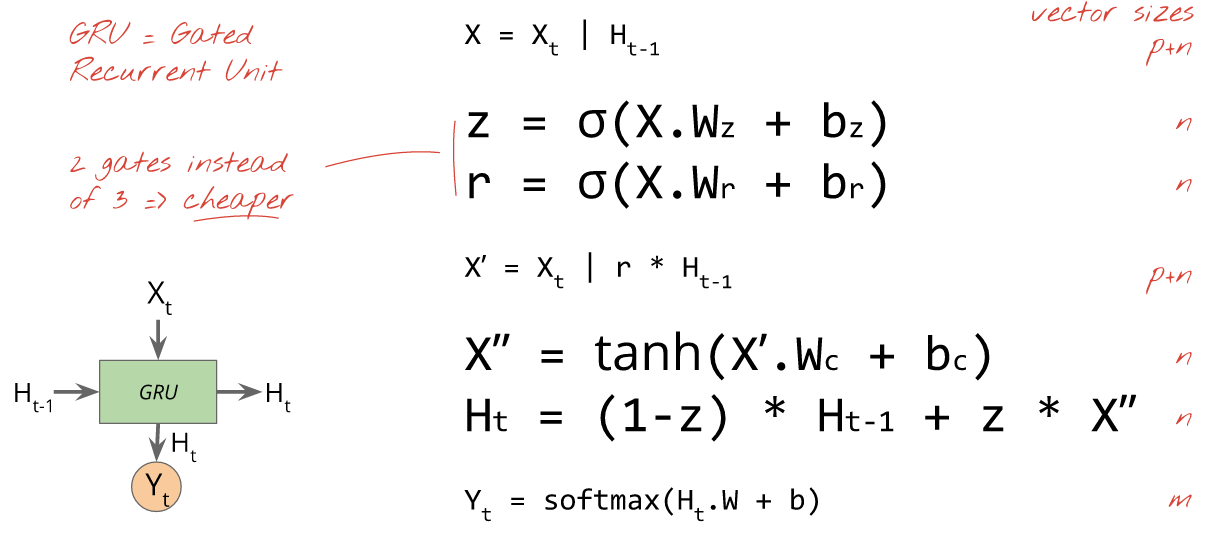 GRU = Gated
Recurrent Unit
2 gates instead
of 3 => cheaper
vector sizes
X = Xₜ | Hₜ₋₁ p+n
z = σ(X.Wz + bz) n
r = σ(X.Wr + br) n
X′ = Xₜ | r * Hₜ₋₁ p+n
X″ = tanh(X′.Wc + bc) n
Hₜ = (1-z) * Hₜ₋₁ + z * X″ n
Yₜ = softmax(Hₜ.W + b) m
Xₜ
Hₜ₋₁ GRU Hₜ
Hₜ
Yₜ